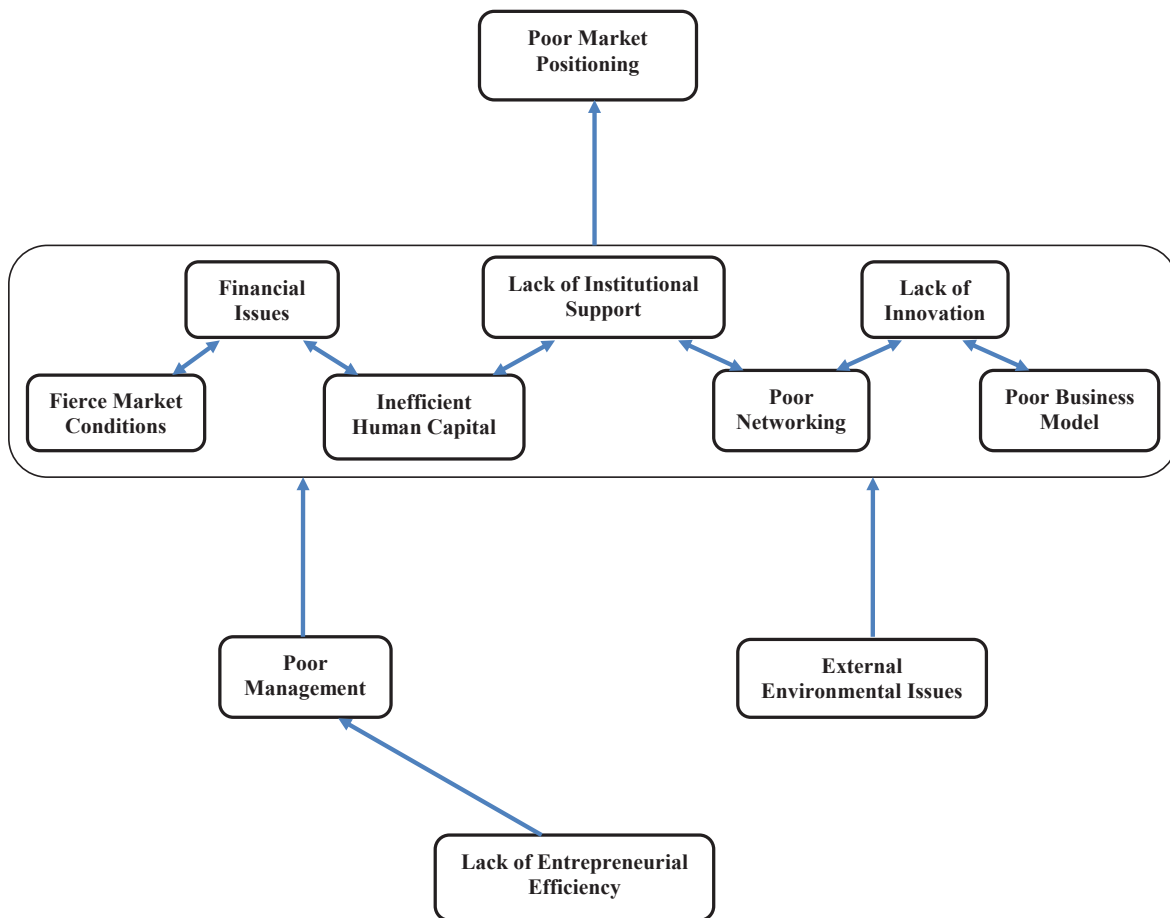 Poor Market
Positioning
Financial
Issues
Lack of Institutional
Support
Lack of
Innovation
Fierce Market
Conditions
Inefficient
Human Capital
Poor
Networking
Poor Business
Model
Poor
Management
External
Environmental Issues
Lack of Entrepreneurial
Efficiency